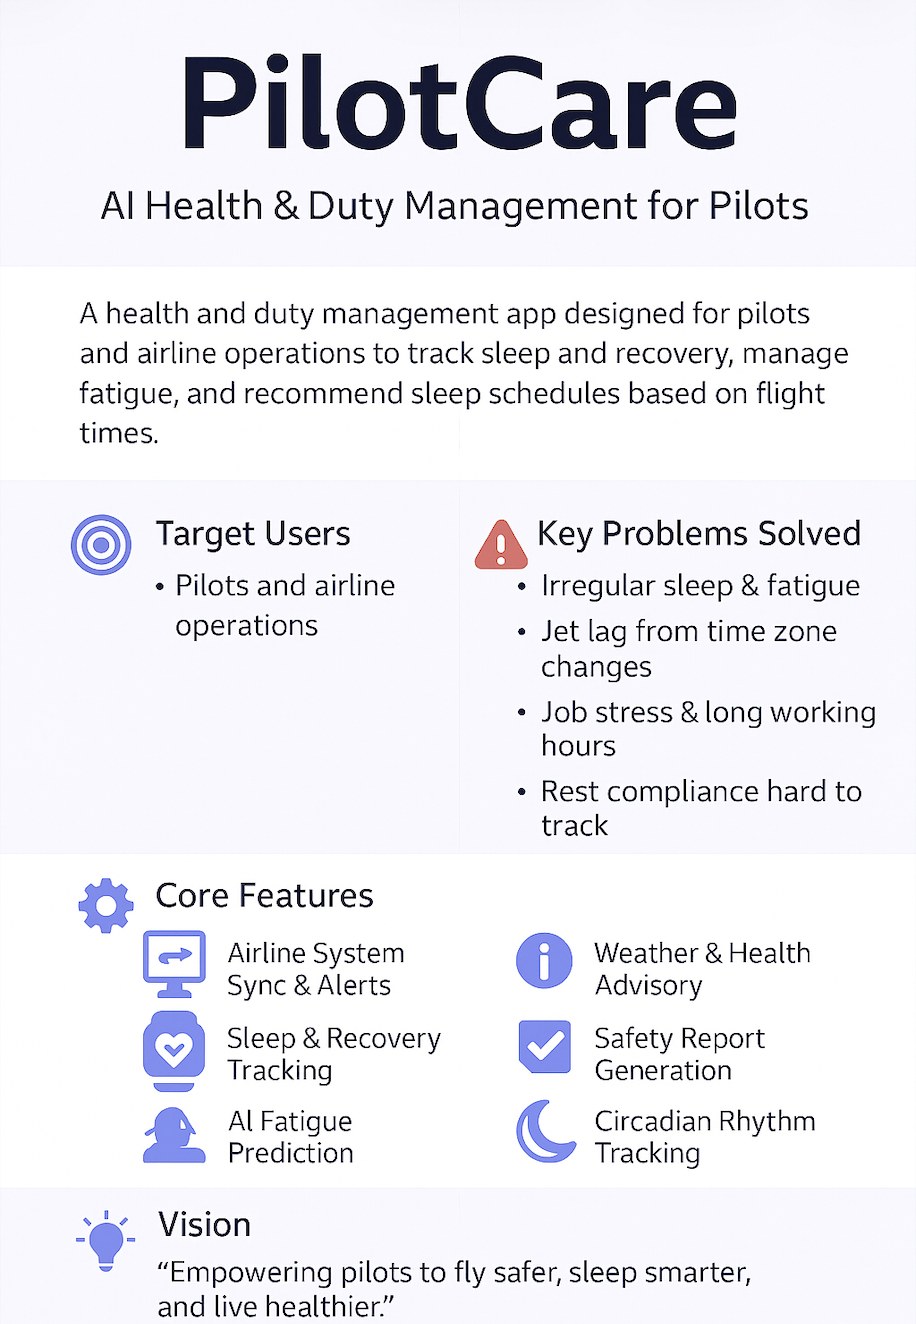 PilotCare
AI Health & Duty Management for Pilots
A health and duty management app designed for pilots
and airline operations to track sleep and recovery, manage
fatigue, and recommend sleep schedules based on flight
times.
Target Users
• Pilots and airline
operations
Key Problems Solved
• Irregular sleep & fatigue
• Jet lag from time zone
changes
• Job stress & long working
hours
• Rest compliance hard to
track
Core Features
Airline System
Sync & Alerts
Sleep & Recovery
Tracking
AI Fatigue
Prediction
Weather & Health
Advisory
Safety Report
Generation
Circadian Rhythm
Tracking
Vision
“Empowering pilots to fly safer, sleep smarter,
and live healthier.”